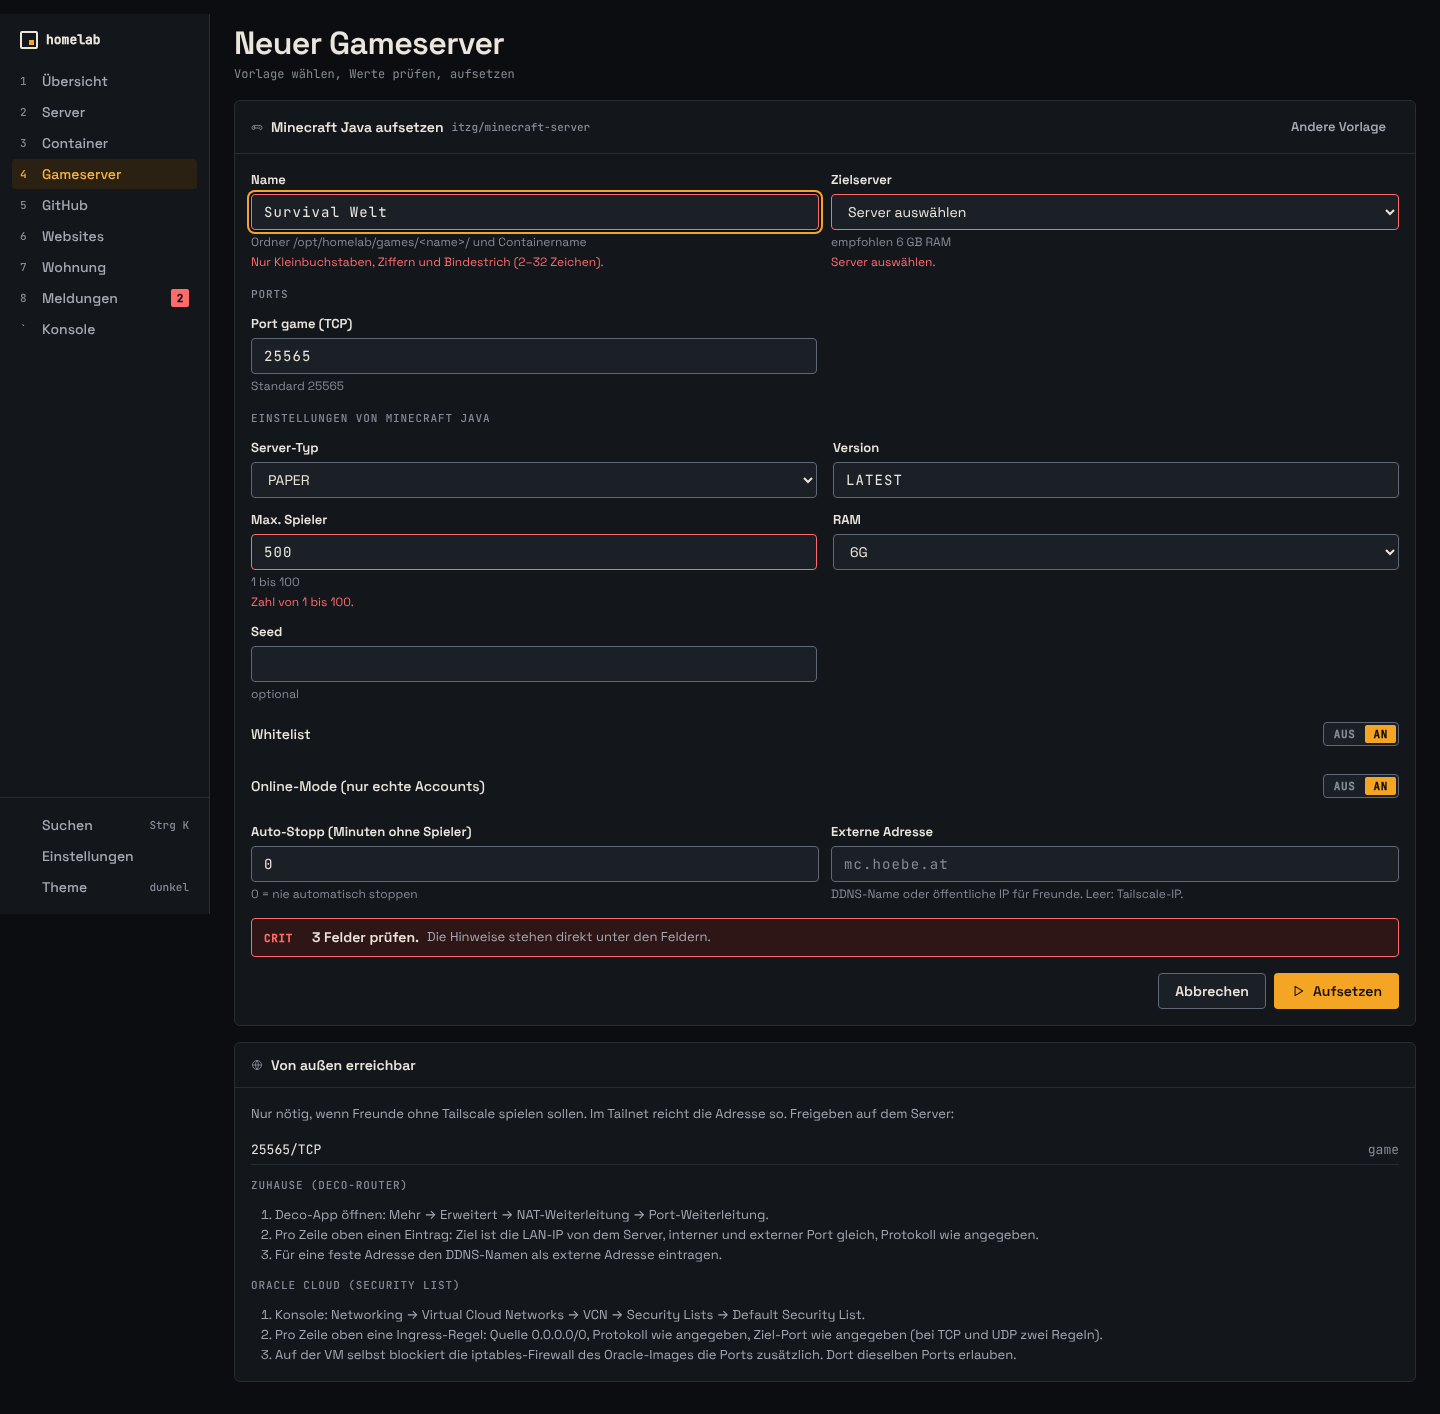 homelab
1 Übersicht
2 Server
3 Container
4 Gameserver
5 GitHub
6 Websites
7 Wohnung
8 Meldungen 2
` Konsole
Suchen Strg K
Einstellungen
Theme dunkel
Neuer Gameserver
Vorlage wählen, Werte prüfen, aufsetzen
Minecraft Java aufsetzen itzg/minecraft-server Andere Vorlage
Name Zielserver
Survival Welt Server auswählen
Ordner /opt/homelab/games/<name>/ und Containername empfohlen 6 GB RAM
Nur Kleinbuchstaben, Ziffern und Bindestrich (2–32 Zeichen). Server auswählen.
PORTS
Port game (TCP)
25565
Standard 25565
EINSTELLUNGEN VON MINECRAFT JAVA
Server-Typ Version
PAPER LATEST
Max. Spieler RAM
500 6G
1 bis 100
Zahl von 1 bis 100.
Seed
optional
Whitelist AUS AN
Online-Mode (nur echte Accounts) AUS AN
Auto-Stopp (Minuten ohne Spieler) Externe Adresse
0 mc.hoebe.at
0 = nie automatisch stoppen DDNS-Name oder öffentliche IP für Freunde. Leer: Tailscale-IP.
CRIT 3 Felder prüfen. Die Hinweise stehen direkt unter den Feldern.
Abbrechen Aufsetzen
Von außen erreichbar
Nur nötig, wenn Freunde ohne Tailscale spielen sollen. Im Tailnet reicht die Adresse so. Freigeben auf dem Server:
25565/TCP game
ZUHAUSE (DECO-ROUTER)
1. Deco-App öffnen: Mehr → Erweitert → NAT-Weiterleitung → Port-Weiterleitung.
2. Pro Zeile oben einen Eintrag: Ziel ist die LAN-IP von dem Server, interner und externer Port gleich, Protokoll wie angegeben.
3. Für eine feste Adresse den DDNS-Namen als externe Adresse eintragen.
ORACLE CLOUD (SECURITY LIST)
1. Konsole: Networking → Virtual Cloud Networks → VCN → Security Lists → Default Security List.
2. Pro Zeile oben eine Ingress-Regel: Quelle 0.0.0.0/0, Protokoll wie angegeben, Ziel-Port wie angegeben (bei TCP und UDP zwei Regeln).
3. Auf der VM selbst blockiert die iptables-Firewall des Oracle-Images die Ports zusätzlich. Dort dieselben Ports erlauben.